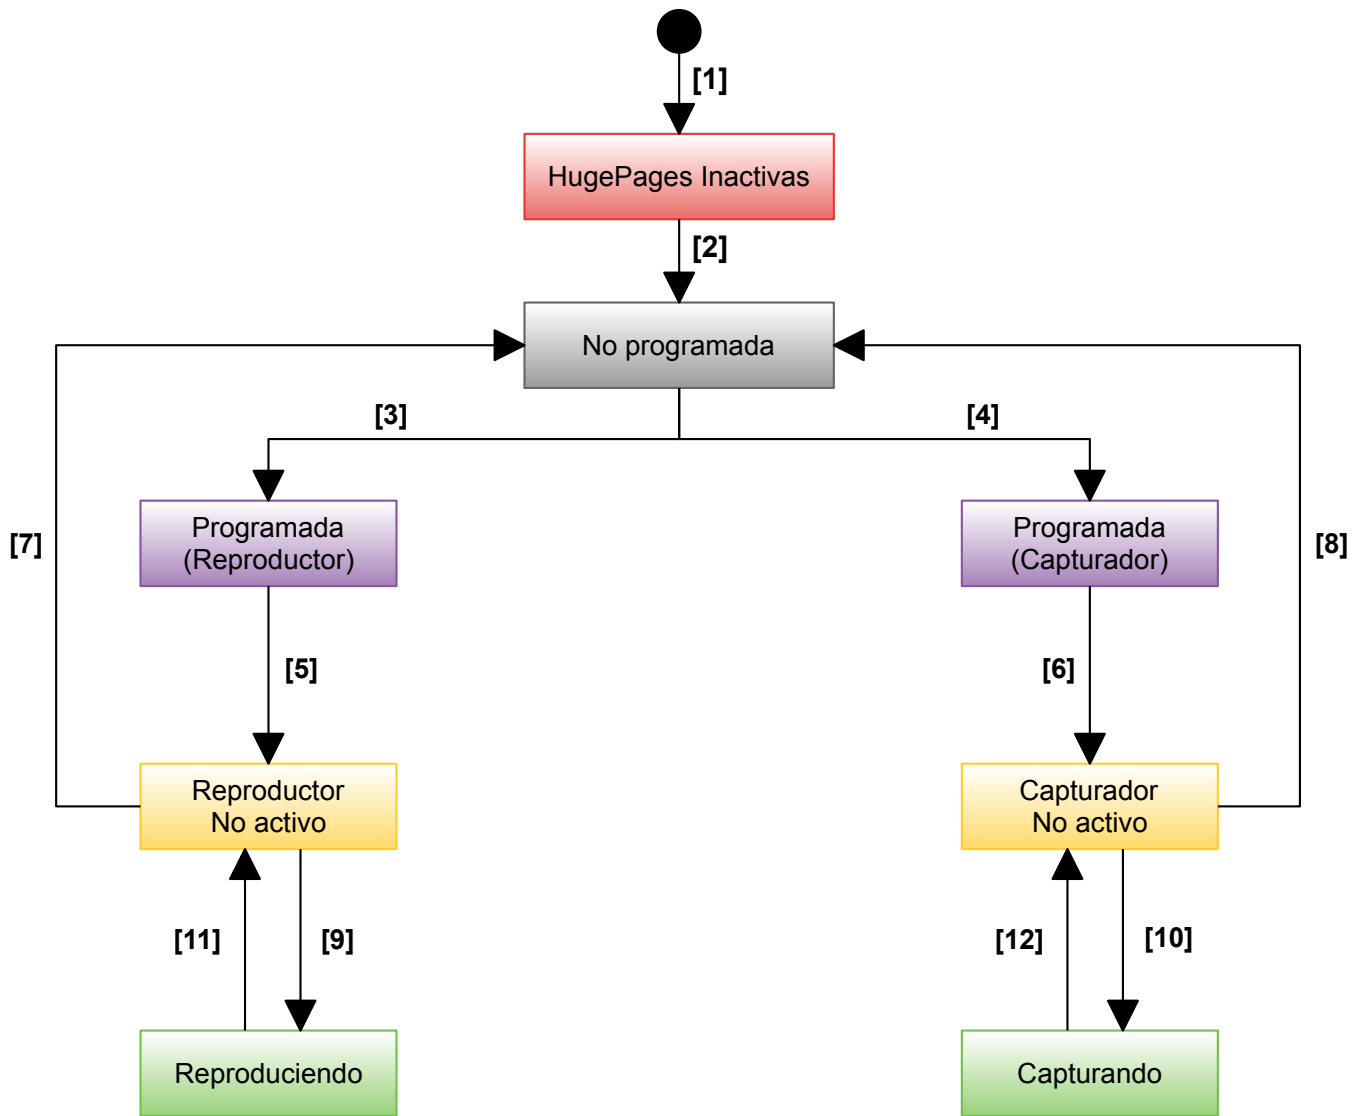 [1]
HugePages Inactivas
[2]
No programada
[3]
[4]
Programada
(Reproductor)
Programada
(Capturador)
[7]
[8]
[5]
[6]
Reproductor
No activo
Capturador
No activo
[11]
[9]
[12]
[10]
Reproduciendo
Capturando